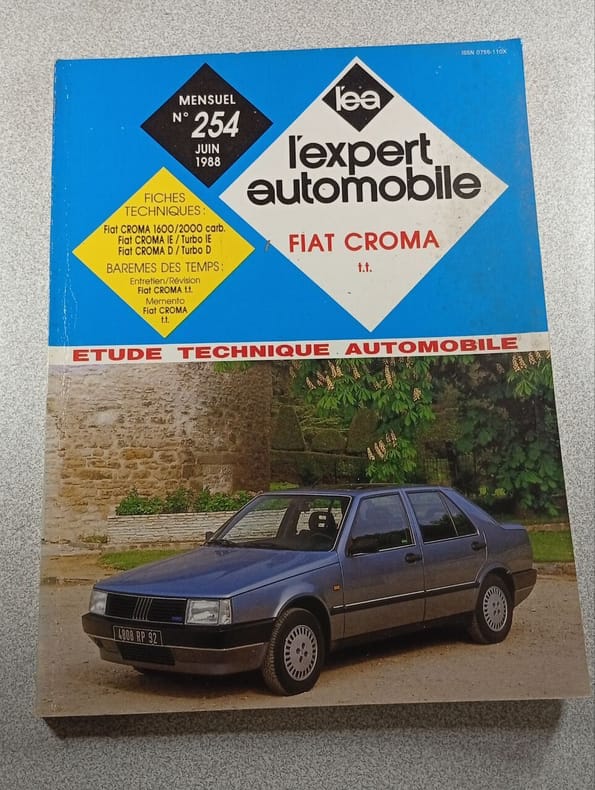 ISSN 0755-110X
MENSUEL
N° 254
JUIN
1988
l'ea
l'expert
automobile
FIAT CROMA
t.t.
FICHES
TECHNIQUES :
Fiat CROMA 1600/2000 carb.
Fiat CROMA IE / Turbo IE
Fiat CROMA D / Turbo D
BAREMES DES TEMPS :
Entretien/Révision
Fiat CROMA t.t.
Memento
Fiat CROMA
t.t.
ETUDE TECHNIQUE AUTOMOBILE
4808 RP 92